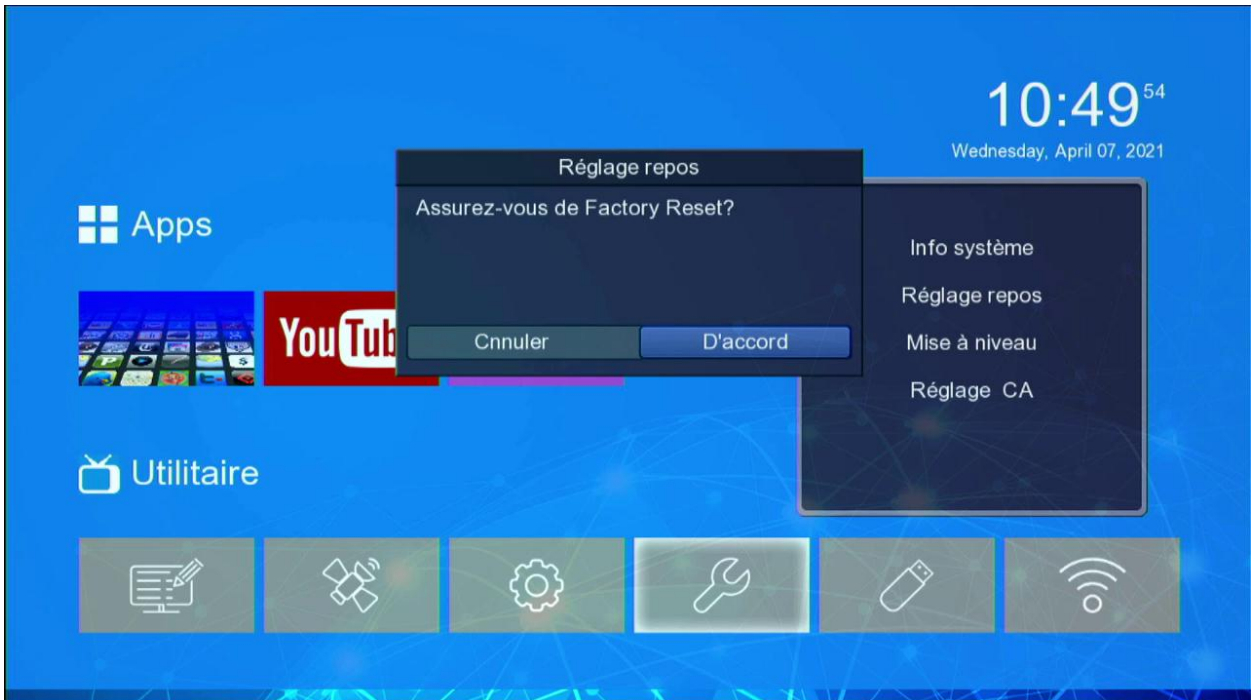 10:49 54
Wednesday, April 07, 2021
Réglage repos
Assurez-vous de Factory Reset?
Cnnuler
D'accord
Apps
YouTub
Info système
Réglage repos
Mise à niveau
Réglage CA
Utilitaire